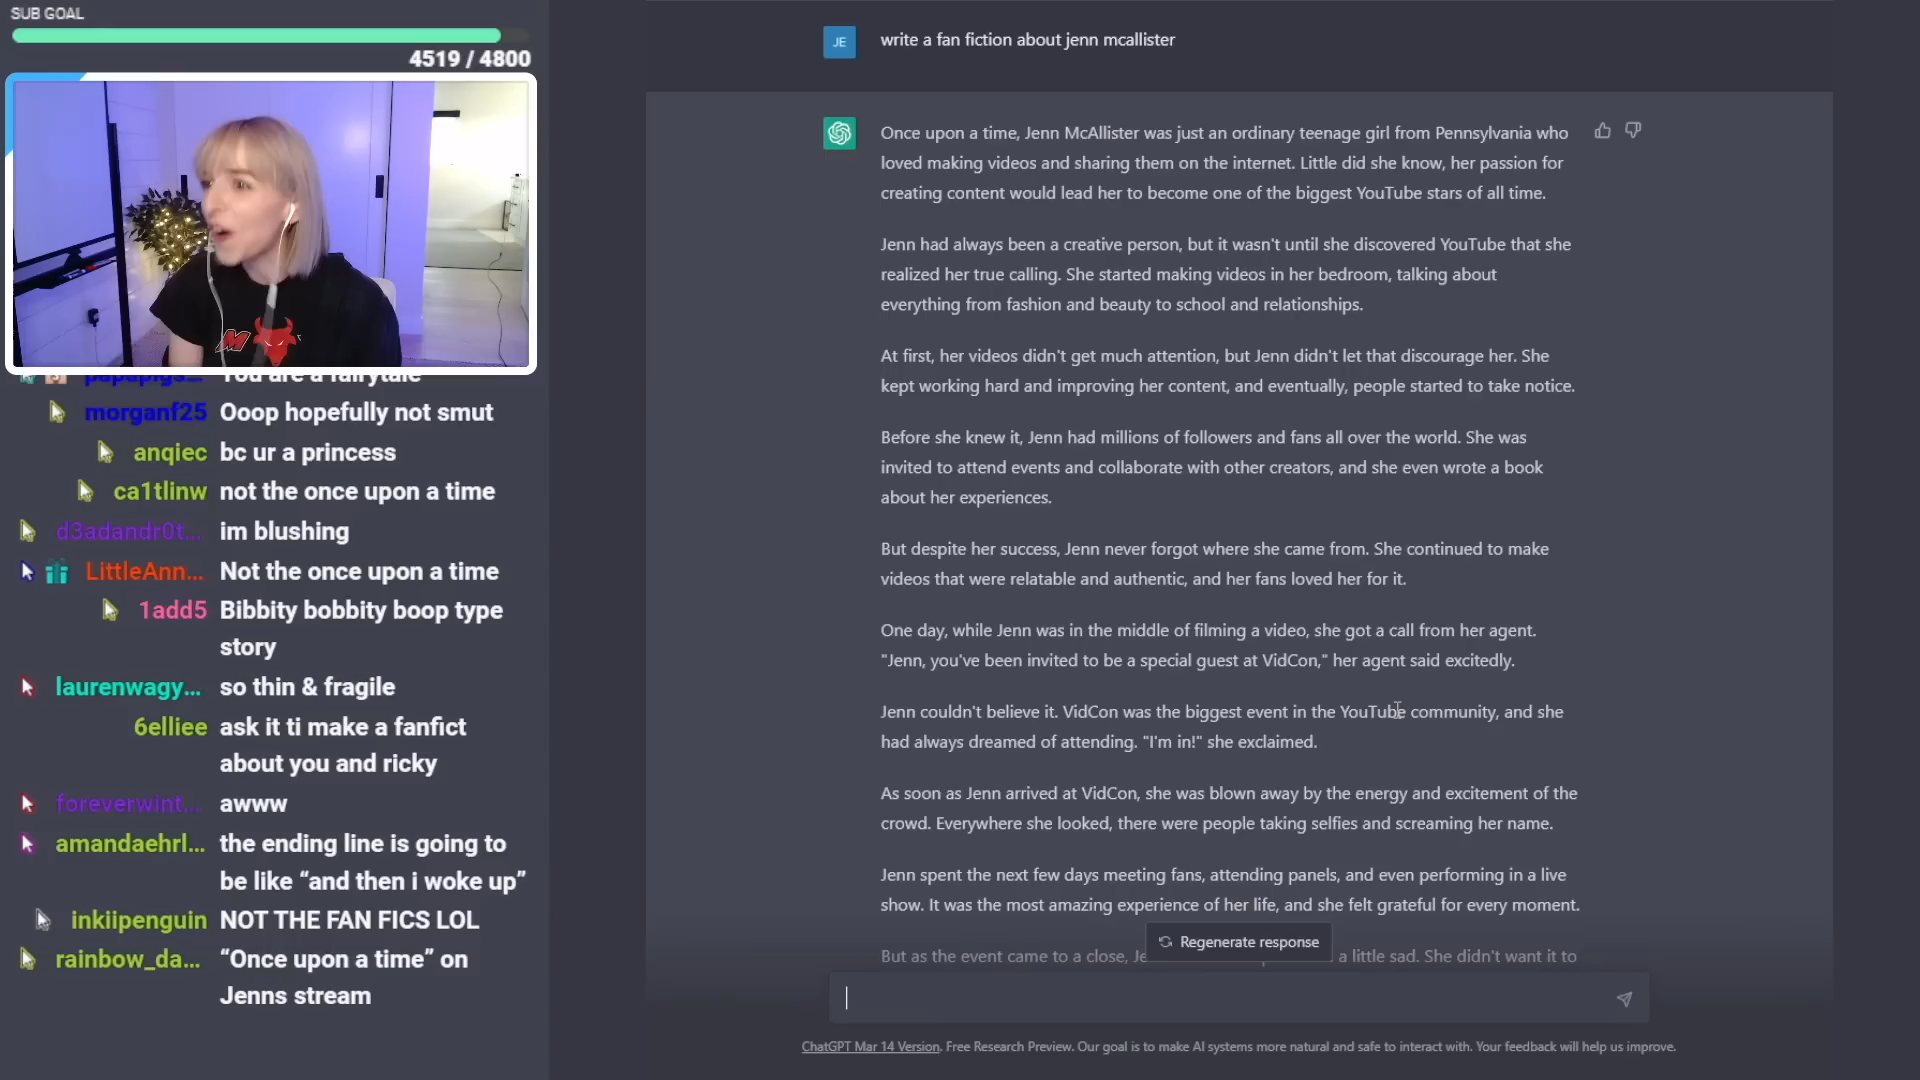 SUB GOAL
4519 / 4800
You are a fairytale
morganf25 Ooop hopefully not smut
anqiec bc ur a princess
ca1tlinw not the once upon a time
d3adandr0t... im blushing
LittleAnn... Not the once upon a time
1add5 Bibbity bobbity boop type
story
laurenwagy... so thin & fragile
6elliee ask it ti make a fanfict
about you and ricky
foreverwint... awww
amandaehrl... the ending line is going to
be like “and then i woke up”
inkiipenguin NOT THE FAN FICS LOL
rainbow_da... “Once upon a time” on
Jenns stream
JE
write a fan fiction about jenn mcallister
Once upon a time, Jenn McAllister was just an ordinary teenage girl from Pennsylvania who
loved making videos and sharing them on the internet. Little did she know, her passion for
creating content would lead her to become one of the biggest YouTube stars of all time.
Jenn had always been a creative person, but it wasn't until she discovered YouTube that she
realized her true calling. She started making videos in her bedroom, talking about
everything from fashion and beauty to school and relationships.
At first, her videos didn't get much attention, but Jenn didn't let that discourage her. She
kept working hard and improving her content, and eventually, people started to take notice.
Before she knew it, Jenn had millions of followers and fans all over the world. She was
invited to attend events and collaborate with other creators, and she even wrote a book
about her experiences.
But despite her success, Jenn never forgot where she came from. She continued to make
videos that were relatable and authentic, and her fans loved her for it.
One day, while Jenn was in the middle of filming a video, she got a call from her agent.
"Jenn, you've been invited to be a special guest at VidCon," her agent said excitedly.
Jenn couldn't believe it. VidCon was the biggest event in the YouTube community, and she
had always dreamed of attending. "I'm in!" she exclaimed.
As soon as Jenn arrived at VidCon, she was blown away by the energy and excitement of the
crowd. Everywhere she looked, there were people taking selfies and screaming her name.
Jenn spent the next few days meeting fans, attending panels, and even performing in a live
show. It was the most amazing experience of her life, and she felt grateful for every moment.
Regenerate response
But as the event came to a close, a little sad. She didn't want it to
ChatGPT Mar 14 Version. Free Research Preview. Our goal is to make AI systems more natural and safe to interact with. Your feedback will help us improve.